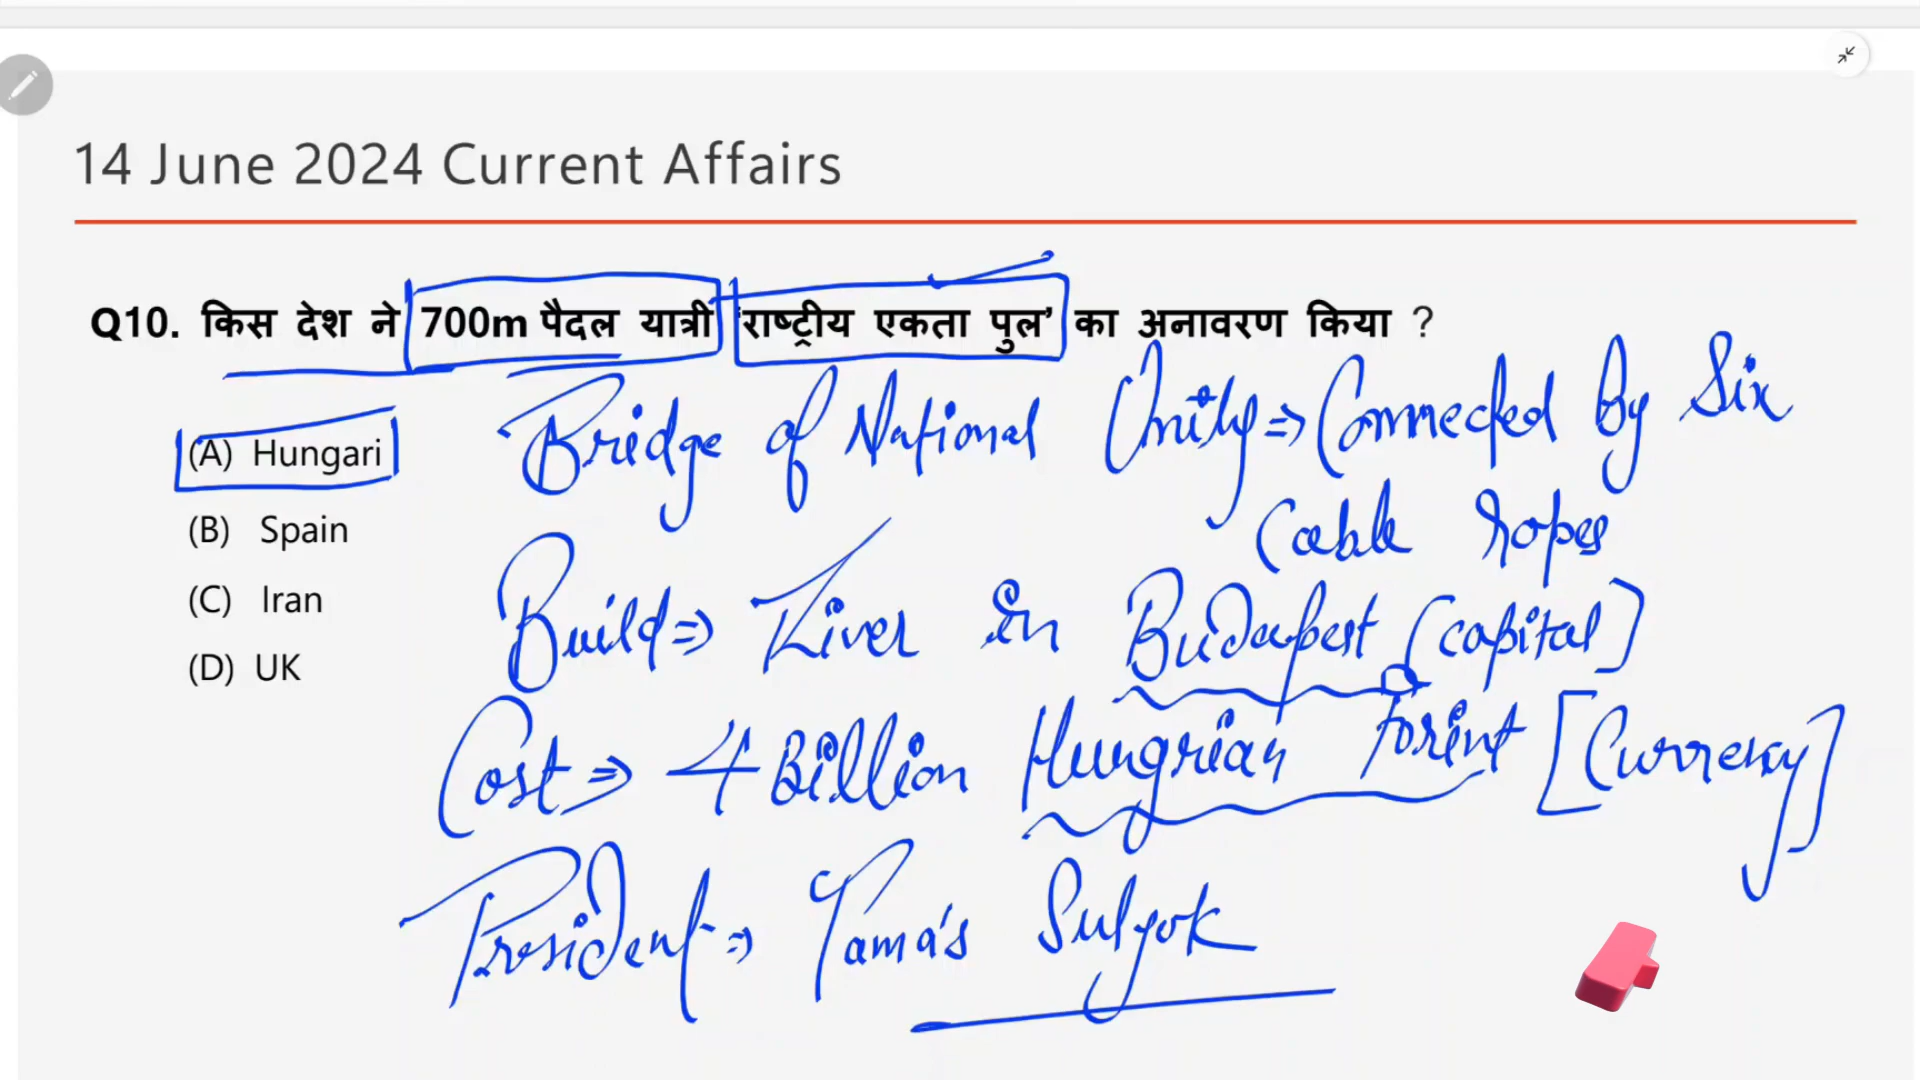 14 June 2024 Current Affairs
Q10. किस देश ने 700m पैदल यात्री 'राष्ट्रीय एकता पुल' का अनावरण किया ?
(A) Hungari
(B) Spain
(C) Iran
(D) UK
Bridge of National Unity ⇒ Connected By Six
Cable ropes
Build ⇒ River in Budapest [capital]
Cost ⇒ 4 Billion Hungrian Forint [Currency]
President ⇒ Tama's Sulyok